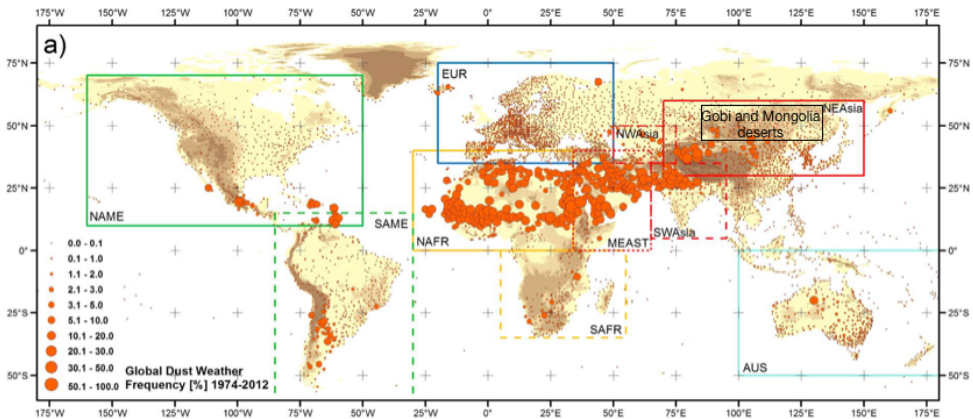 175°W 150°W 125°W 100°W 75°W 50°W 25°W 0° 25°E 50°E 75°E 100°E 125°E 150°E 175°E
a)
75°N 75°N
EUR
NEAsia
Gobi and Mongolia
deserts
50°N 50°N
NWAsia
25°N 25°N
NAME
SAME
NAFR
MEAST
SWAsia
0.0 - 0.1
0° 0°
0.1 - 1.0
AUS
1.1 - 2.0
2.1 - 3.0
3.1 - 5.0
25°S 25°S
5.1 - 10.0
10.1 - 20.0
SAFR
20.1 - 30.0
30.1 - 50.0
Global Dust Weather
50.1 - 100.0
Frequency [%] 1974-2012
50°S 50°S
175°W 150°W 125°W 100°W 75°W 50°W 25°W 0° 25°E 50°E 75°E 100°E 125°E 150°E 175°E